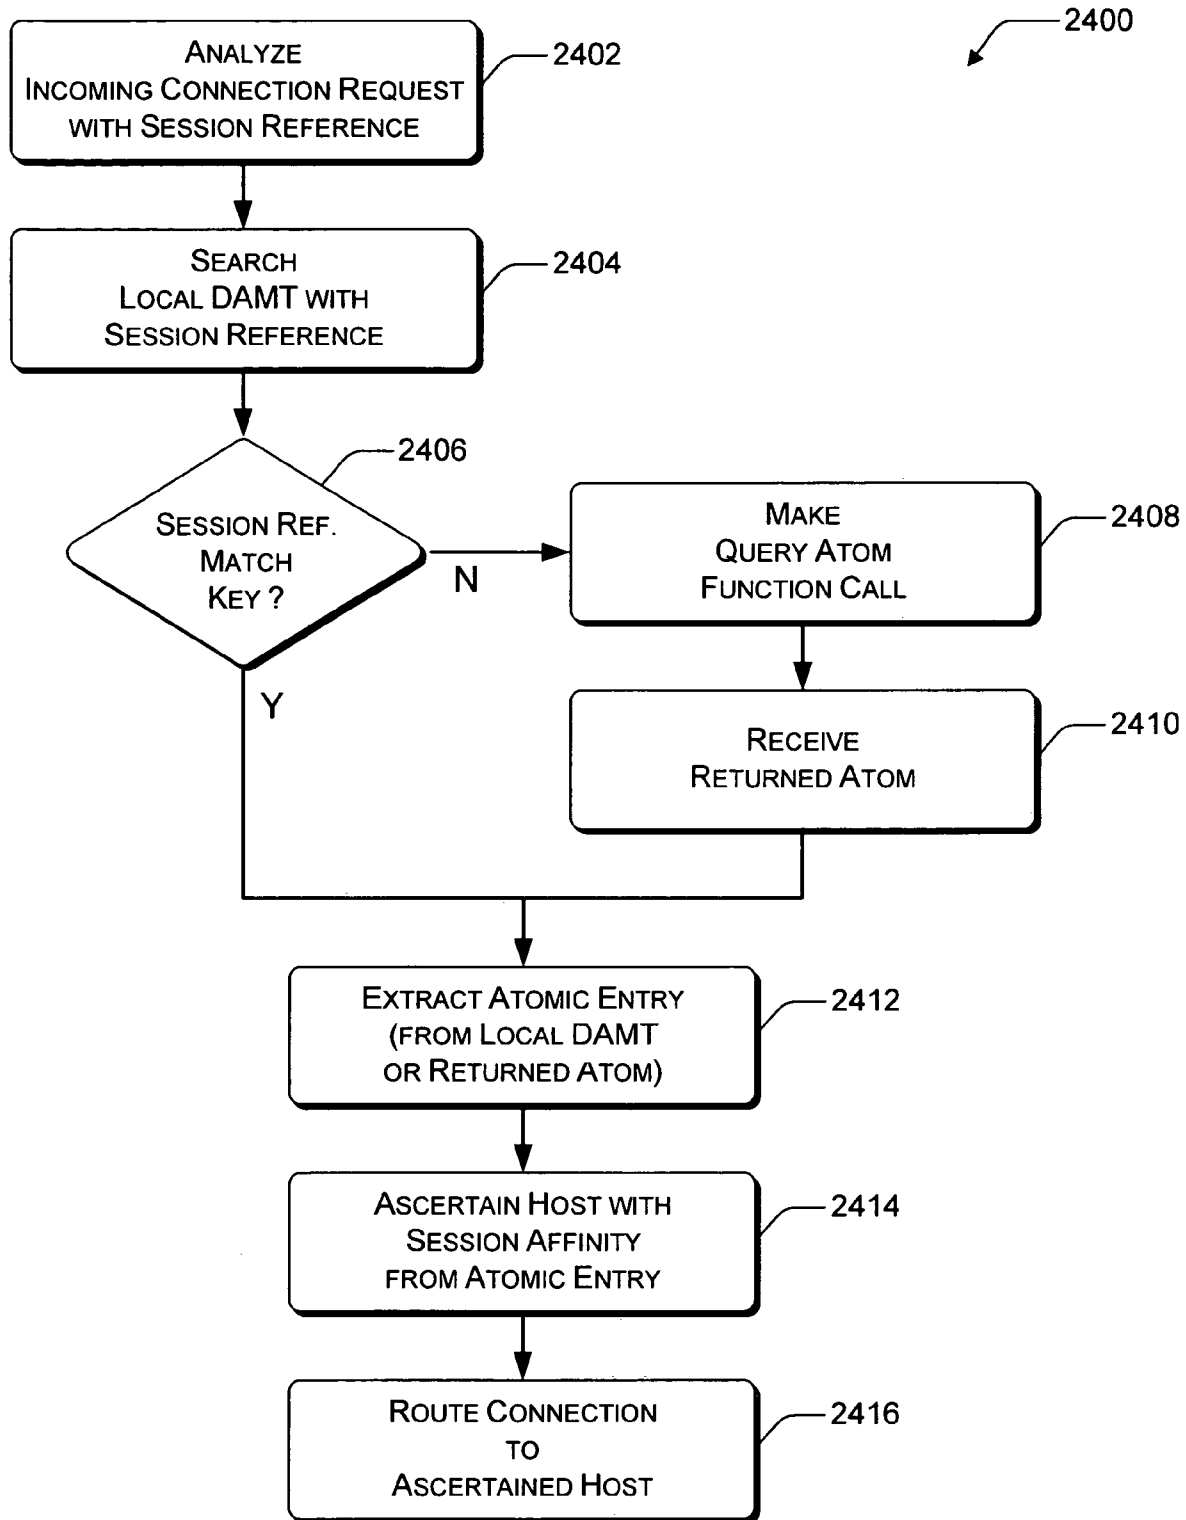 2400
ANALYZE
INCOMING CONNECTION REQUEST
WITH SESSION REFERENCE
2402
SEARCH
LOCAL DAMT WITH
SESSION REFERENCE
2404
2406
SESSION REF.
MATCH
KEY ?
N
Y
MAKE
QUERY ATOM
FUNCTION CALL
2408
RECEIVE
RETURNED ATOM
2410
EXTRACT ATOMIC ENTRY
(FROM LOCAL DAMT
OR RETURNED ATOM)
2412
ASCERTAIN HOST WITH
SESSION AFFINITY
FROM ATOMIC ENTRY
2414
ROUTE CONNECTION
TO
ASCERTAINED HOST
2416